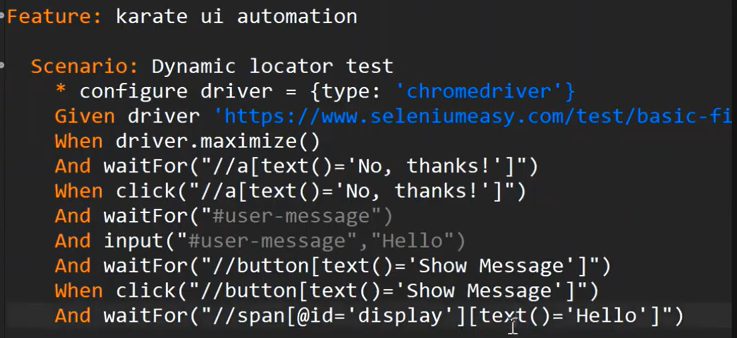 Feature: karate ui automation
Scenario: Dynamic locator test
* configure driver = {type: 'chromedriver'}
Given driver 'https://www.seleniumeasy.com/test/basic-fi
When driver.maximize()
And waitFor("//a[text()='No, thanks!']")
When click("//a[text()='No, thanks!']")
And waitFor("#user-message")
And input("#user-message","Hello")
And waitFor("//button[text()='Show Message']")
When click("//button[text()='Show Message']")
And waitFor("//span[@id='display'][text()='Hello']")